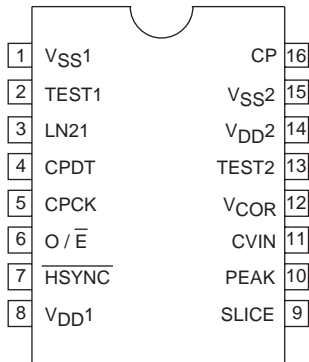 1 VSS1 CP 16
2 TEST1 VSS2 15
3 LN21 VDD2 14
4 CPDT TEST2 13
5 CPCK VCOR 12
6 O / E̅ CVIN 11
7 H̅S̅Y̅N̅C̅ PEAK 10
8 VDD1 SLICE 9